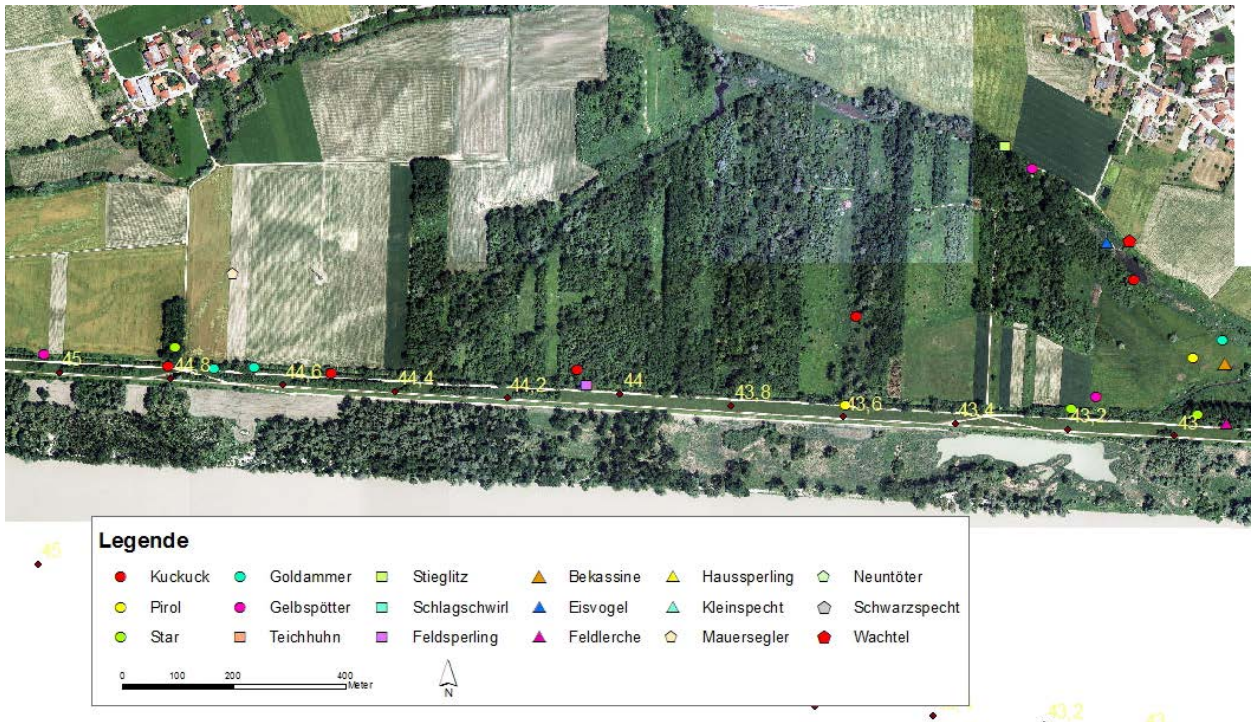 45
44,8
44,6
44,4
44,2
44
43,8
43,6
43,4
43,2
43
45
Legende
Kuckuck Goldammer Stieglitz Bekassine Haussperling Neuntöter
Pirol Gelbspötter Schlagschwirl Eisvogel Kleinspecht Schwarzspecht
Star Teichhuhn Feldsperling Feldlerche Mauersegler Wachtel
0 100 200 400
Meter
N
43,2
43